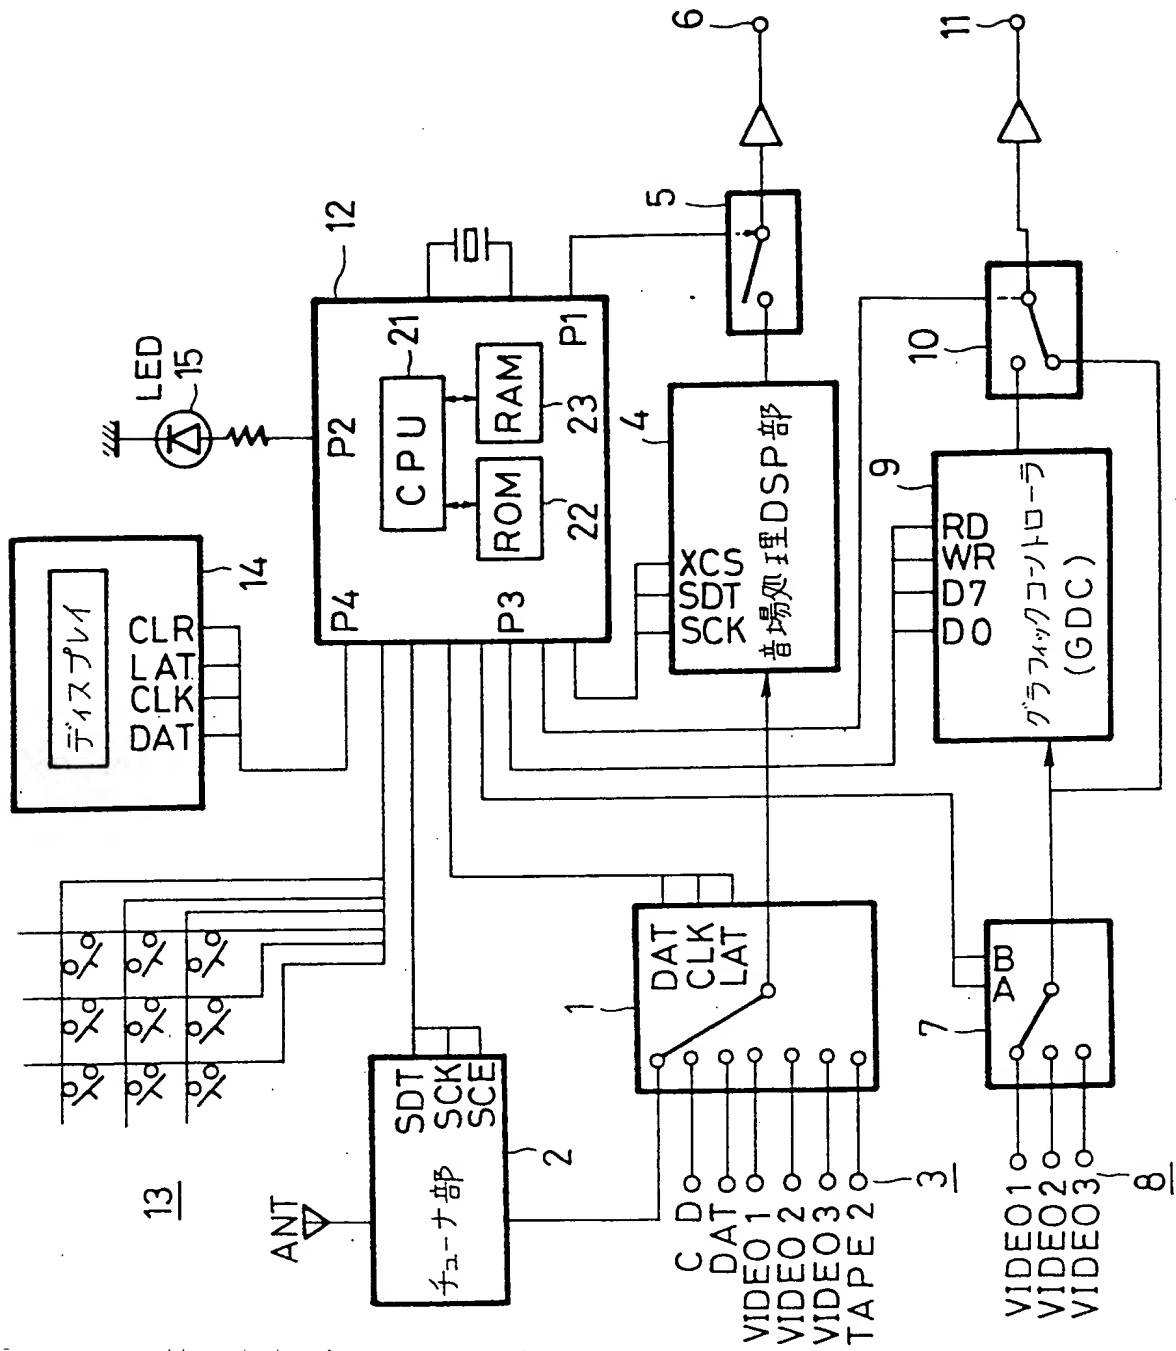 13
ANT
チューナ部
SDT
SCK
SCE
2
ディスプレイ
CLR
LAT
CLK
DAT
14
LED
15
12
P4
P2
P3
P1
CPU
21
ROM
22
RAM
23
1
DAT
CLK
LAT
CD
DAT
VIDEO1
VIDEO2
VIDEO3
TAPE2
3
XCS
SDT
SCK
音場処理DSP部
4
5
6
7
B
A
VIDEO1
VIDEO2
VIDEO3
8
RD
WR
D7
D0
グラフィックコントローラ
(GDC)
9
10
11